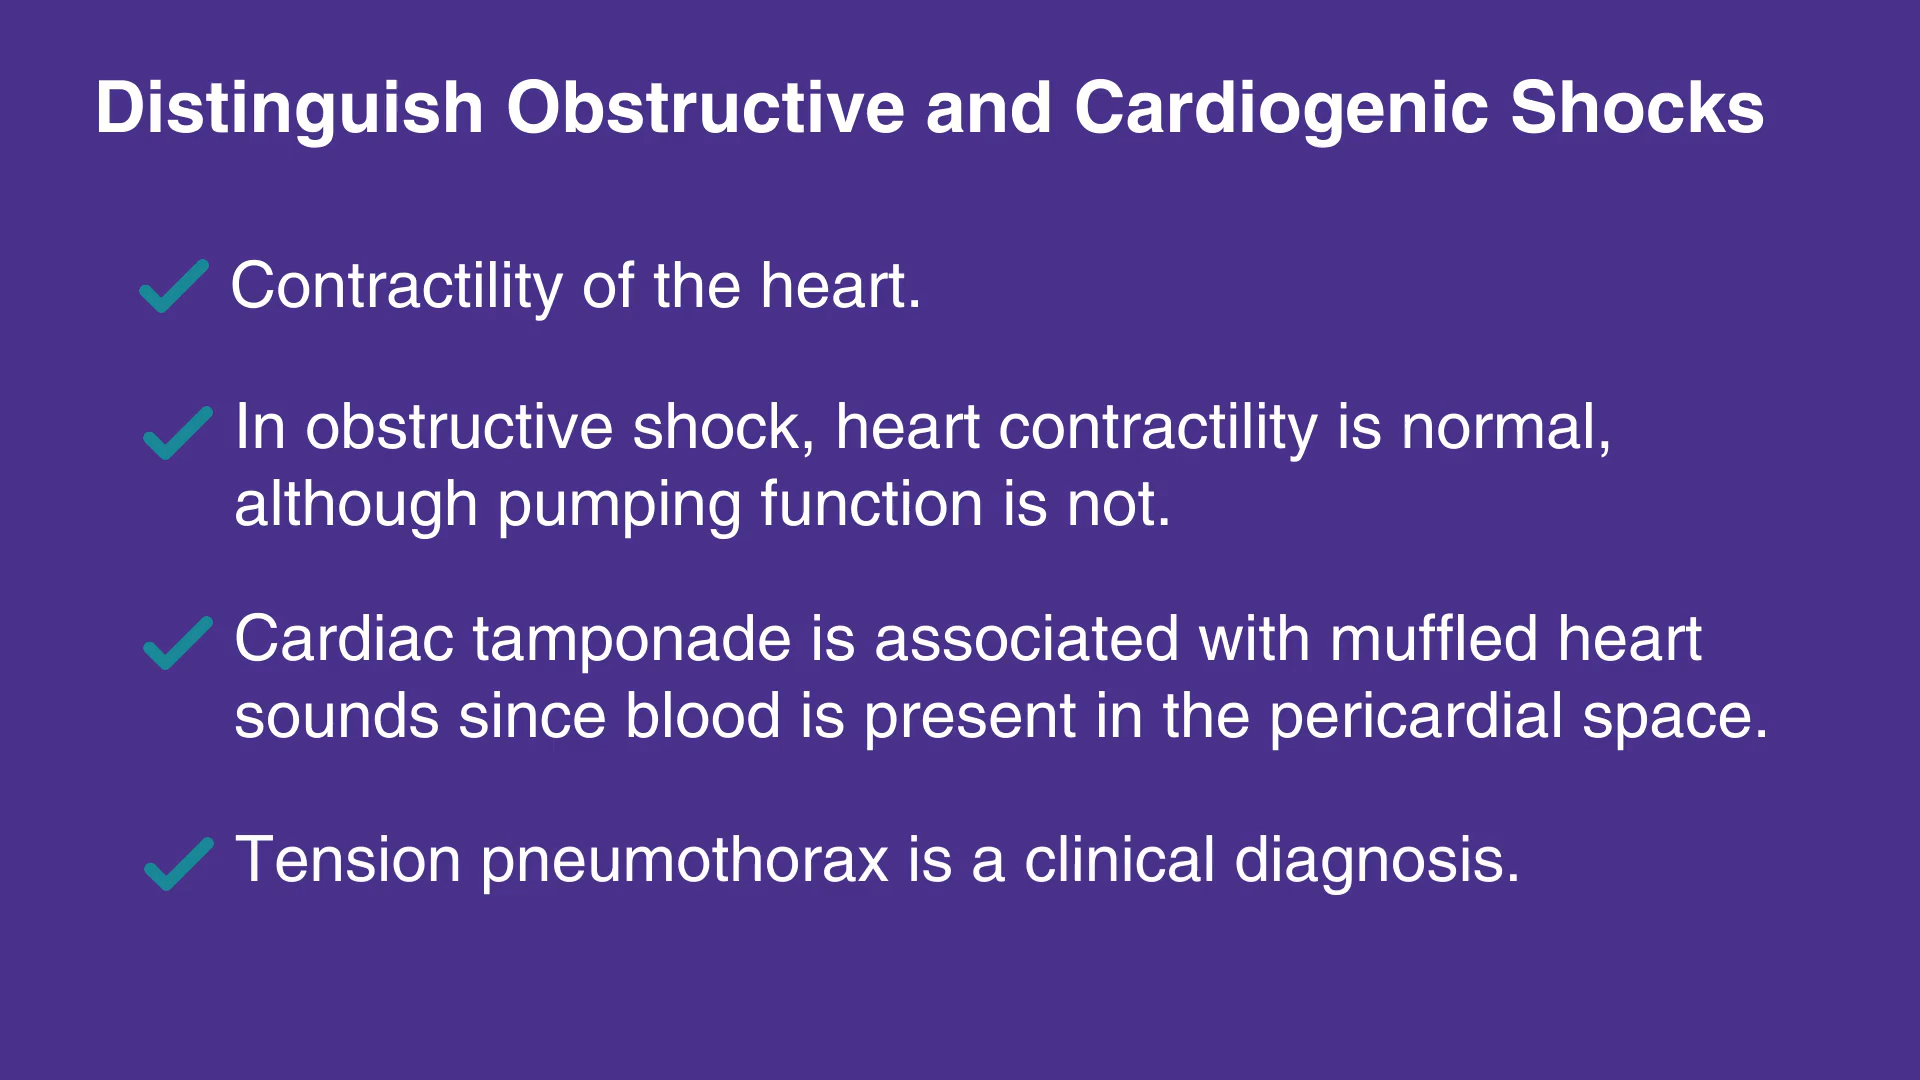 Distinguish Obstructive and Cardiogenic Shocks
Contractility of the heart.
In obstructive shock, heart contractility is normal,
although pumping function is not.
Cardiac tamponade is associated with muffled heart
sounds since blood is present in the pericardial space.
Tension pneumothorax is a clinical diagnosis.